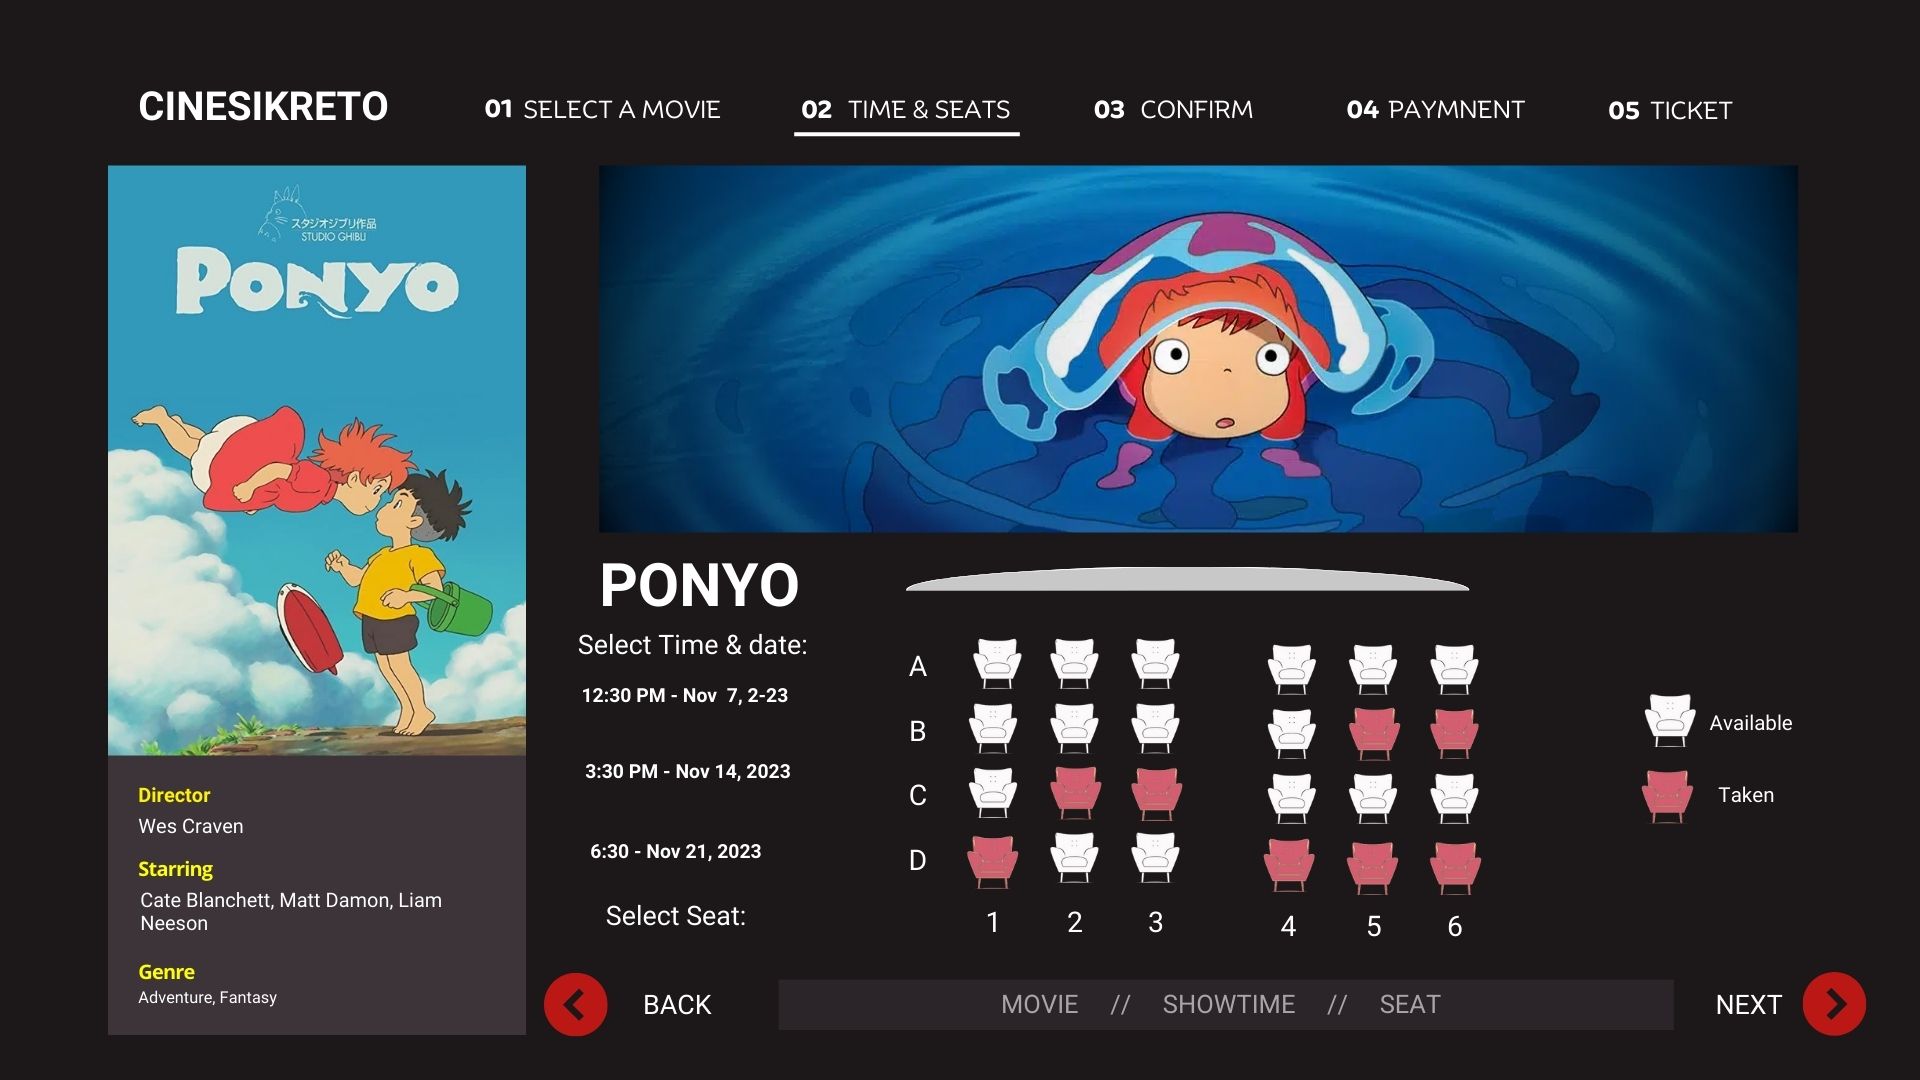 CINESIKRETO
01 SELECT A MOVIE
02 TIME & SEATS
03 CONFIRM
04 PAYMNENT
05 TICKET
スタジオジブリ作品
STUDIO GHIBLI
PONYO
Director
Wes Craven
Starring
Cate Blanchett, Matt Damon, Liam
Neeson
Genre
Adventure, Fantasy
PONYO
Select Time & date:
12:30 PM - Nov  7, 2-23
3:30 PM - Nov 14, 2023
6:30 - Nov 21, 2023
Select Seat:
A
B
C
D
1 2 3 4 5 6
Available
Taken
BACK
MOVIE // SHOWTIME // SEAT
NEXT